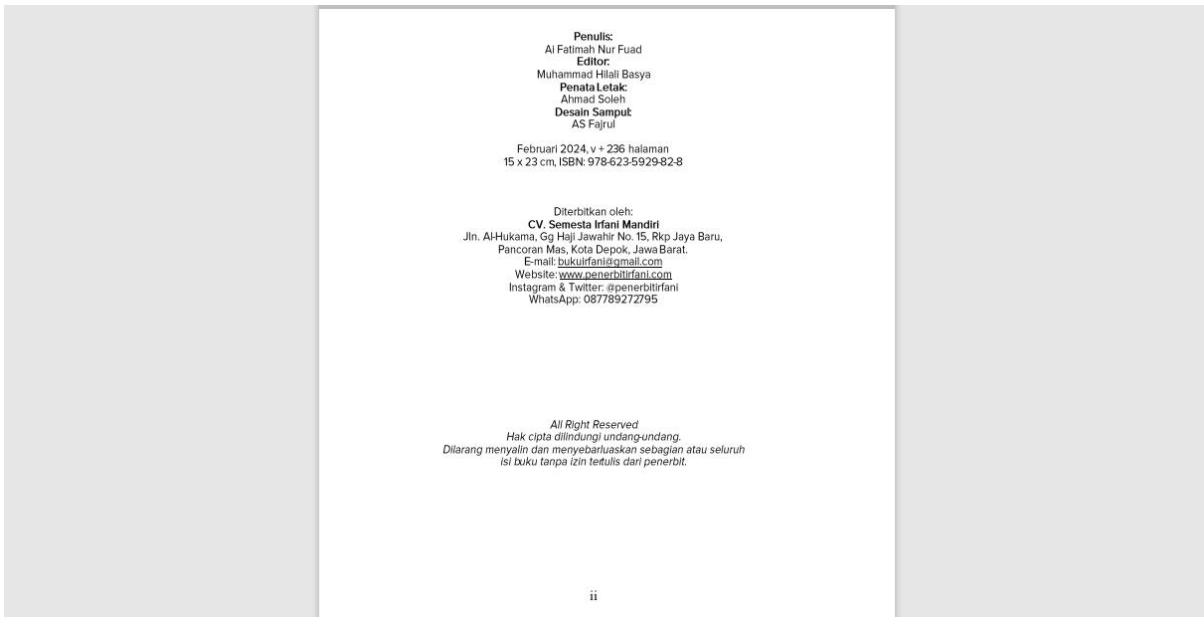 Penulis:
Ai Fatimah Nur Fuad
Editor:
Muhammad Hilali Basya
Penata Letak:
Ahmad Soleh
Desain Sampul:
AS Fajrul
Februari 2024, v + 236 halaman
15 x 23 cm, ISBN: 978-623-5929-82-8
Diterbitkan oleh:
CV. Semesta Irfani Mandiri
Jln. Al-Hukama, Gg Haji Jawahir No. 15, Rkp Jaya Baru,
Pancoran Mas, Kota Depok, Jawa Barat.
E-mail: bukuirfani@gmail.com
Website: www.penerbitirfani.com
Instagram & Twitter: @penerbitirfani
WhatsApp: 087789272795
All Right Reserved
Hak cipta dilindungi undang-undang.
Dilarang menyalin dan menyebarluaskan sebagian atau seluruh
isi buku tanpa izin tertulis dari penerbit.
ii